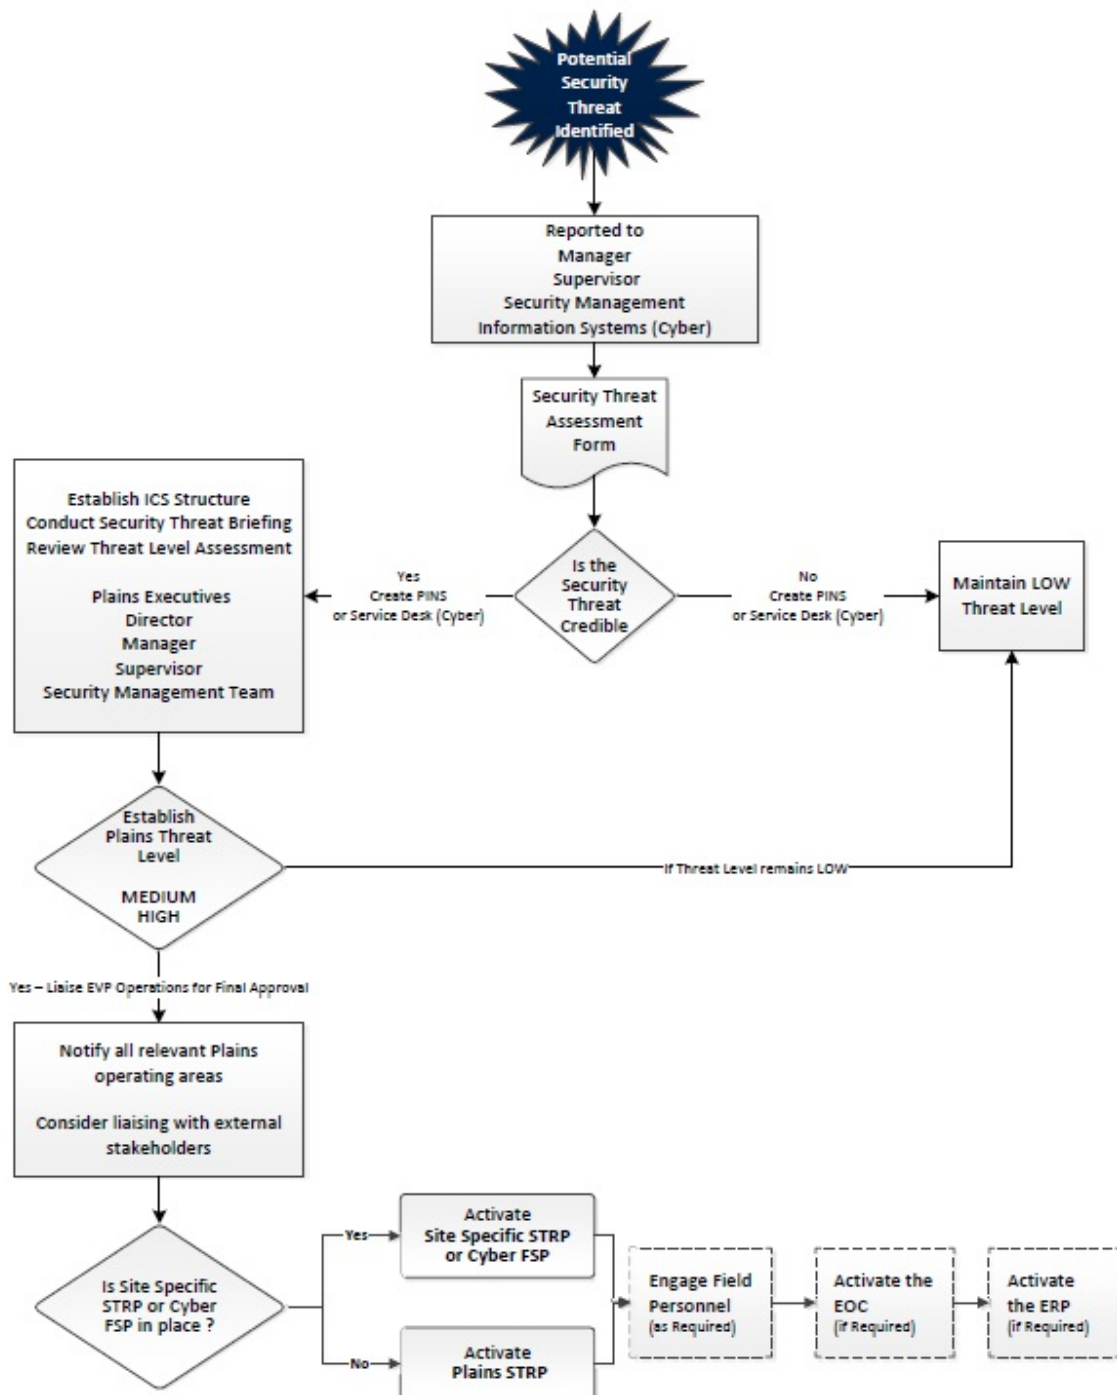 Potential
Security
Threat
Identified
Reported to
Manager
Supervisor
Security Management
Information Systems (Cyber)
Security Threat
Assessment
Form
Is the
Security
Threat
Credible
Yes
Create PINS
or Service Desk (Cyber)
No
Create PINS
or Service Desk (Cyber)
Maintain LOW
Threat Level
Establish ICS Structure
Conduct Security Threat Briefing
Review Threat Level Assessment
Plains Executives
Director
Manager
Supervisor
Security Management Team
Establish
Plains Threat
Level
MEDIUM
HIGH
If Threat Level remains LOW
Yes – Liaise EVP Operations for Final Approval
Notify all relevant Plains
operating areas
Consider liaising with external
stakeholders
Is Site Specific
STRP or Cyber
FSP in place ?
Yes
Activate
Site Specific STRP
or Cyber FSP
No
Activate
Plains STRP
Engage Field
Personnel
(as Required)
Activate the
EOC
(if Required)
Activate
the ERP
(if Required)